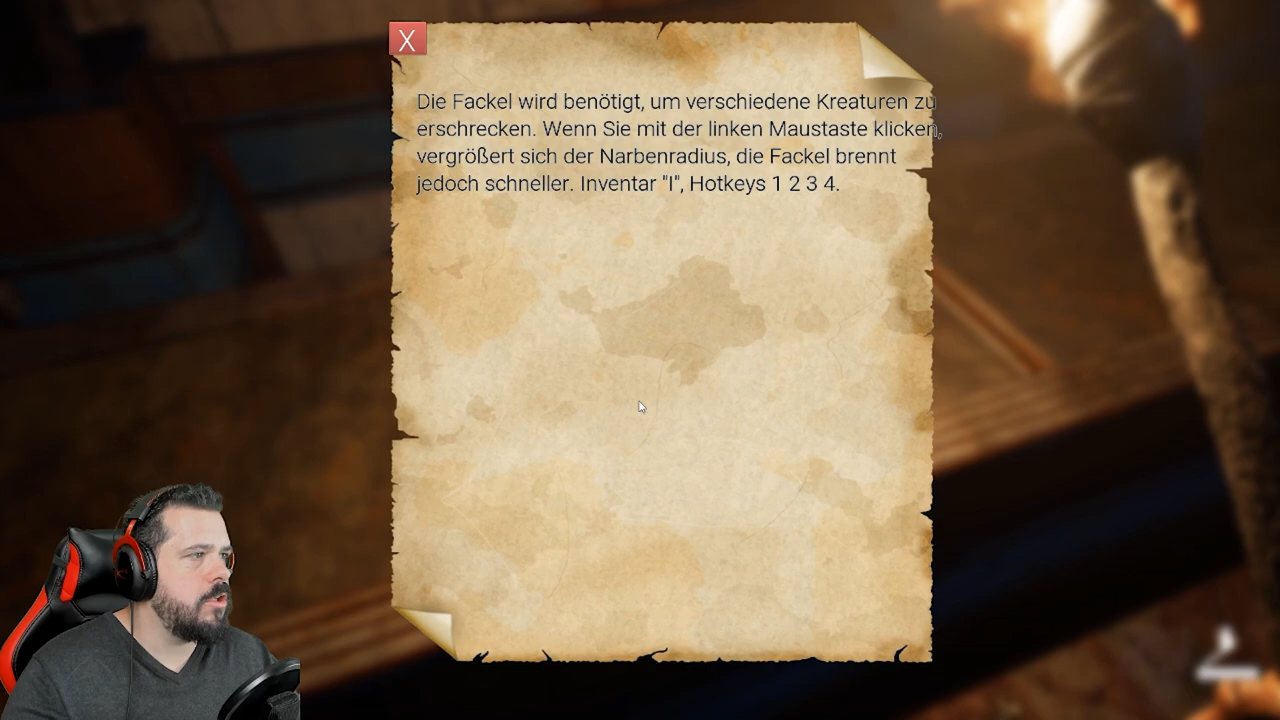 X
Die Fackel wird benötigt, um verschiedene Kreaturen zu
erschrecken. Wenn Sie mit der linken Maustaste klicken,
vergrößert sich der Narbenradius, die Fackel brennt
jedoch schneller. Inventar "I", Hotkeys 1 2 3 4.